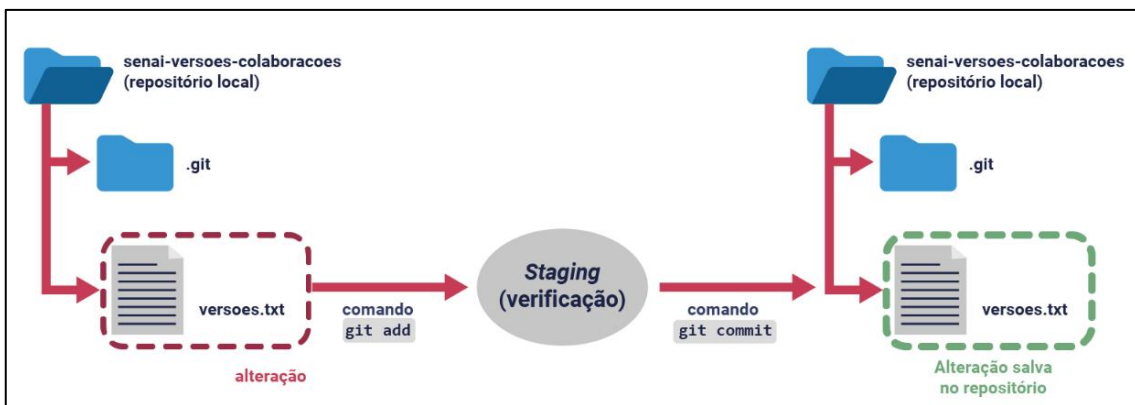 senai-versoes-colaboracoes
(repositório local)
.git
versoes.txt
alteração
comando
git add
Staging
(verificação)
comando
git commit
senai-versoes-colaboracoes
(repositório local)
.git
versoes.txt
Alteração salva
no repositório